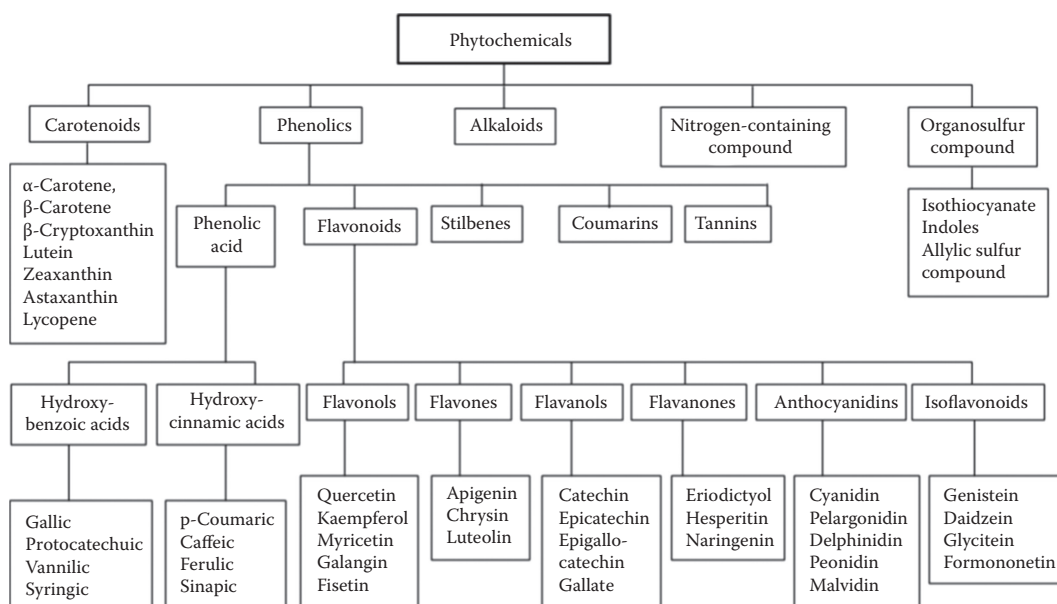 Phytochemicals
Carotenoids
Phenolics
Alkaloids
Nitrogen-containing
compound
Organosulfur
compound
α-Carotene,
β-Carotene
β-Cryptoxanthin
Lutein
Zeaxanthin
Astaxanthin
Lycopene
Phenolic
acid
Flavonoids
Stilbenes
Coumarins
Tannins
Isothiocyanate
Indoles
Allylic sulfur
compound
Hydroxy-
benzoic acids
Hydroxy-
cinnamic acids
Flavonols
Flavones
Flavanols
Flavanones
Anthocyanidins
Isoflavonoids
Gallic
Protocatechuic
Vannilic
Syringic
p-Coumaric
Caffeic
Ferulic
Sinapic
Quercetin
Kaempferol
Myricetin
Galangin
Fisetin
Apigenin
Chrysin
Luteolin
Catechin
Epicatechin
Epigallo-
catechin
Gallate
Eriodictyol
Hesperitin
Naringenin
Cyanidin
Pelargonidin
Delphinidin
Peonidin
Malvidin
Genistein
Daidzein
Glycitein
Formononetin